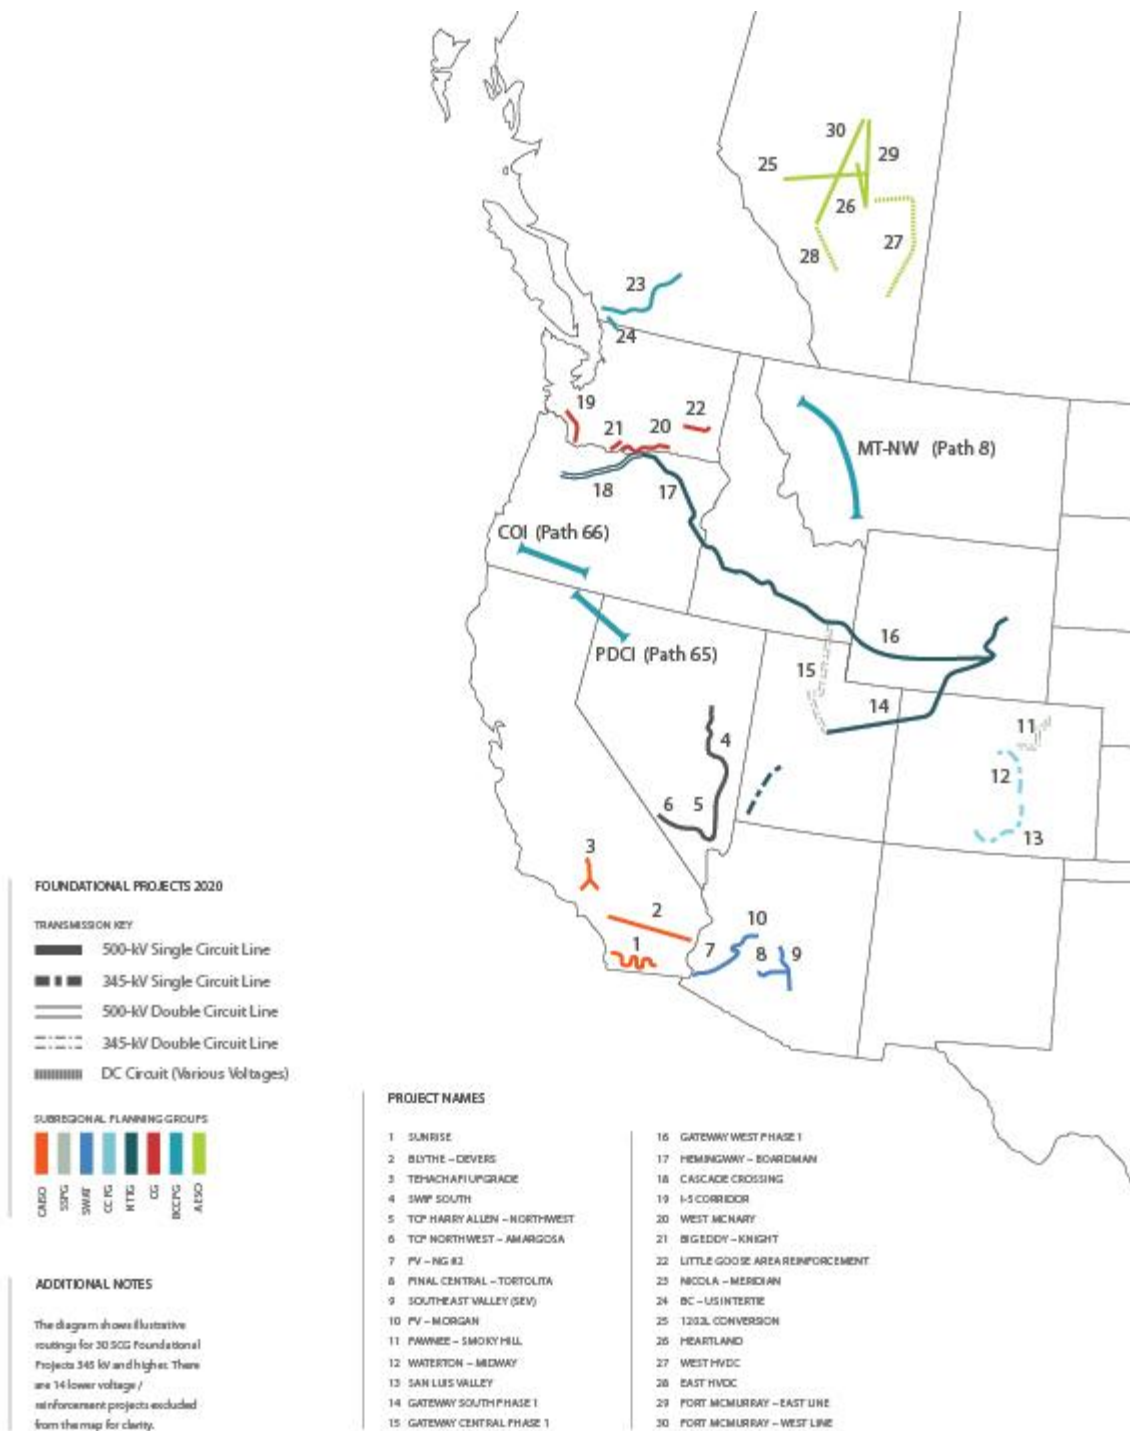 30
29
25
26
27
28
23
24
19
22
21
20
MT-NW (Path 8)
18
17
COI (Path 66)
16
PDCI (Path 65)
15
14
11
4
12
6
5
13
3
FOUNDATIONAL PROJECTS 2020
2
10
TRANSMISSION KEY
1
7
8
9
500-kV Single Circuit Line
345-kV Single Circuit Line
500-kV Double Circuit Line
345-kV Double Circuit Line
DC Circuit (Various Voltages)
SUBREGIONAL PLANNING GROUPS
CAISO
SSPG
SWAT
CCPG
NTTG
CG
BCCPG
AESO
ADDITIONAL NOTES
The diagram shows illustrative
routings for 30 SCG Foundational
Projects 345 kV and higher. There
are 14 lower voltage /
reinforcement projects excluded
from the map for clarity.
PROJECT NAMES
1 SUNRISE
2 BLYTHE – DEVERS
3 TEHACHAPI UPGRADE
4 SWIP SOUTH
5 TCP HARRY ALLEN – NORTHWEST
6 TCP NORTHWEST – AMARGOSA
7 PV – NG #2
8 PINAL CENTRAL – TORTOLITA
9 SOUTHEAST VALLEY (SEV)
10 PV – MORGAN
11 PAWNEE – SMOKY HILL
12 WATERTON – MIDWAY
13 SAN LUIS VALLEY
14 GATEWAY SOUTH PHASE 1
15 GATEWAY CENTRAL PHASE 1
16 GATEWAY WEST PHASE 1
17 HEMINGWAY – BOARDMAN
18 CASCADE CROSSING
19 I-5 CORRIDOR
20 WEST MCNARY
21 BIG EDDY – KNIGHT
22 LITTLE GOOSE AREA REINFORCEMENT
23 NICOLA – MERIDIAN
24 BC – US INTERTIE
25 1202L CONVERSION
26 HEARTLAND
27 WEST HVDC
28 EAST HVDC
29 FORT MCMURRAY – EAST LINE
30 FORT MCMURRAY – WEST LINE